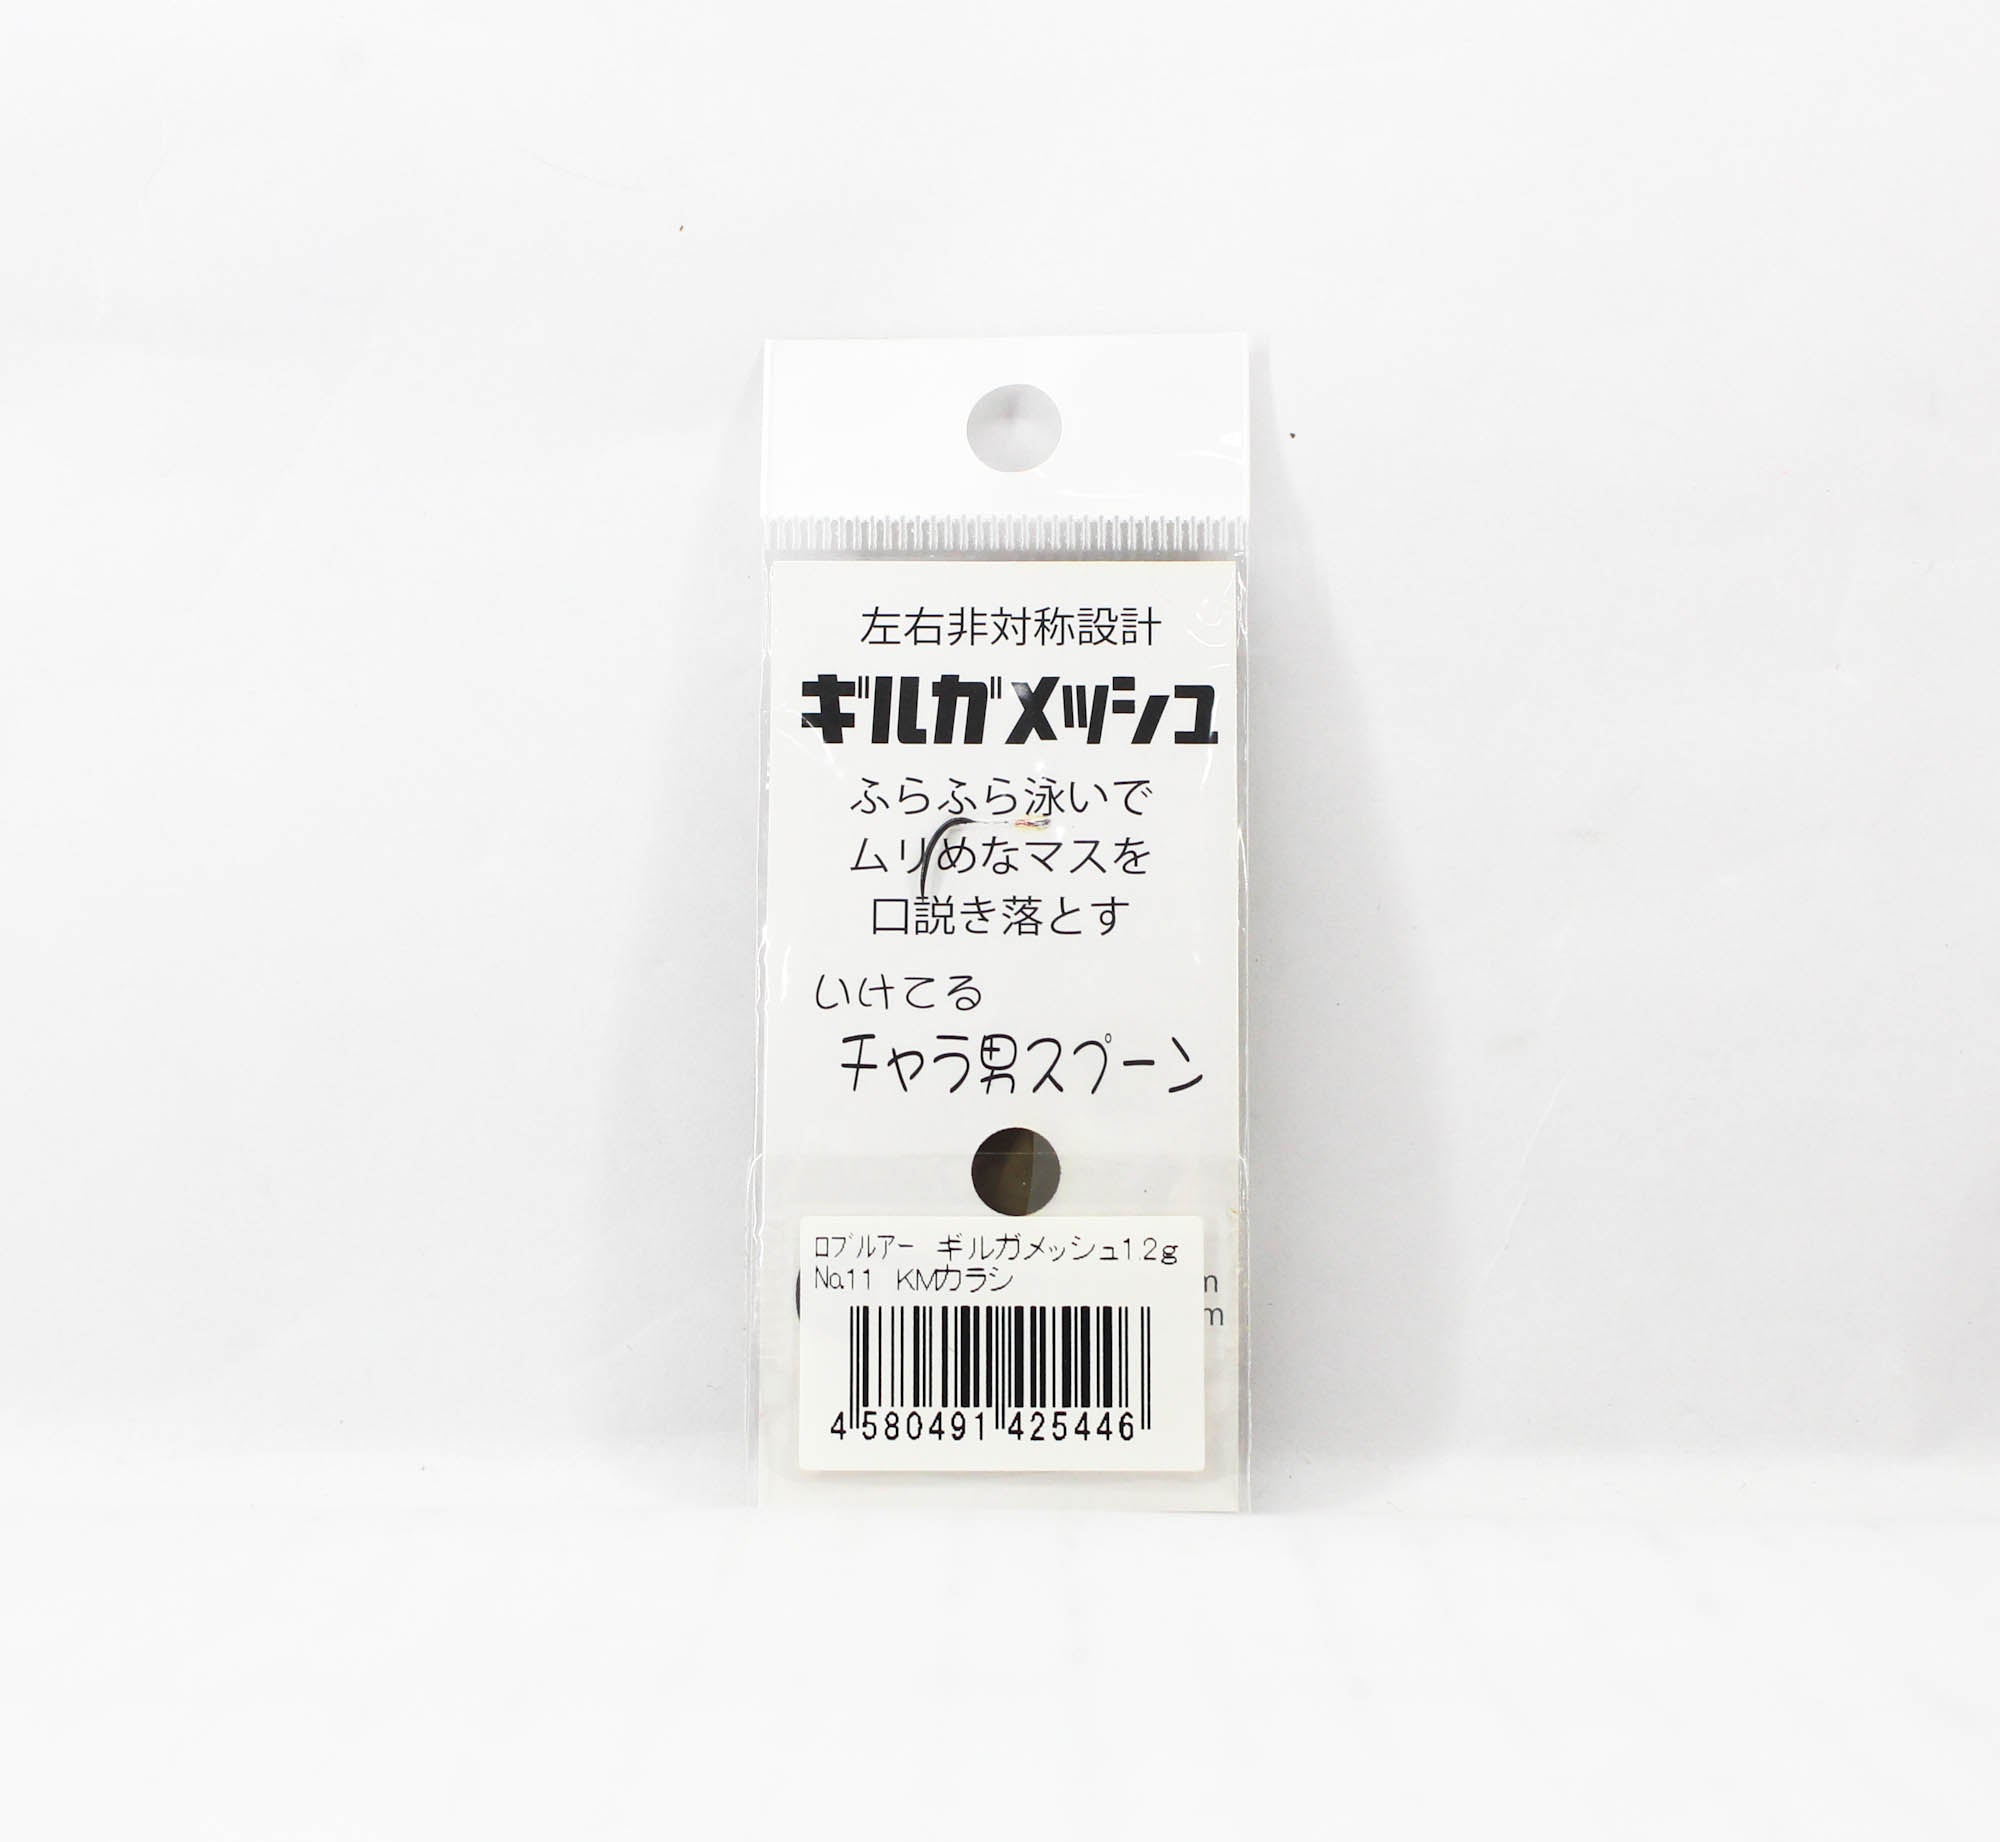 左右非対称設計
ギルガメッシュ
ふらふら泳いで
ムリめなマスを
口説き落とす
いけてる
チャラ男スプーン
ロブルアー ギルガメッシュ1.2g
No.11 KMカラシ
m
m
4580491425446